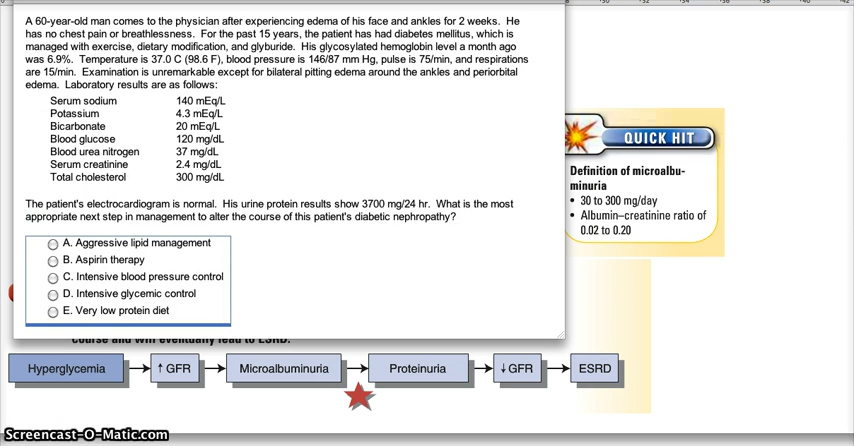 30
32
34
36
38
40
42
A 60-year-old man comes to the physician after experiencing edema of his face and ankles for 2 weeks. He
has no chest pain or breathlessness. For the past 15 years, the patient has had diabetes mellitus, which is
managed with exercise, dietary modification, and glyburide. His glycosylated hemoglobin level a month ago
was 6.9%. Temperature is 37.0 C (98.6 F), blood pressure is 146/87 mm Hg, pulse is 75/min, and respirations
are 15/min. Examination is unremarkable except for bilateral pitting edema around the ankles and periorbital
edema. Laboratory results are as follows:
Serum sodium 140 mEq/L
Potassium 4.3 mEq/L
Bicarbonate 20 mEq/L
Blood glucose 120 mg/dL
Blood urea nitrogen 37 mg/dL
Serum creatinine 2.4 mg/dL
Total cholesterol 300 mg/dL
The patient's electrocardiogram is normal. His urine protein results show 3700 mg/24 hr. What is the most
appropriate next step in management to alter the course of this patient's diabetic nephropathy?
A. Aggressive lipid management
B. Aspirin therapy
C. Intensive blood pressure control
D. Intensive glycemic control
E. Very low protein diet
QUICK HIT
Definition of microalbu-
minuria
• 30 to 300 mg/day
• Albumin–creatinine ratio of
0.02 to 0.20
course and will eventually lead to ESRD.
Hyperglycemia
↑ GFR
Microalbuminuria
Proteinuria
↓ GFR
ESRD
Screencast-O-Matic.com